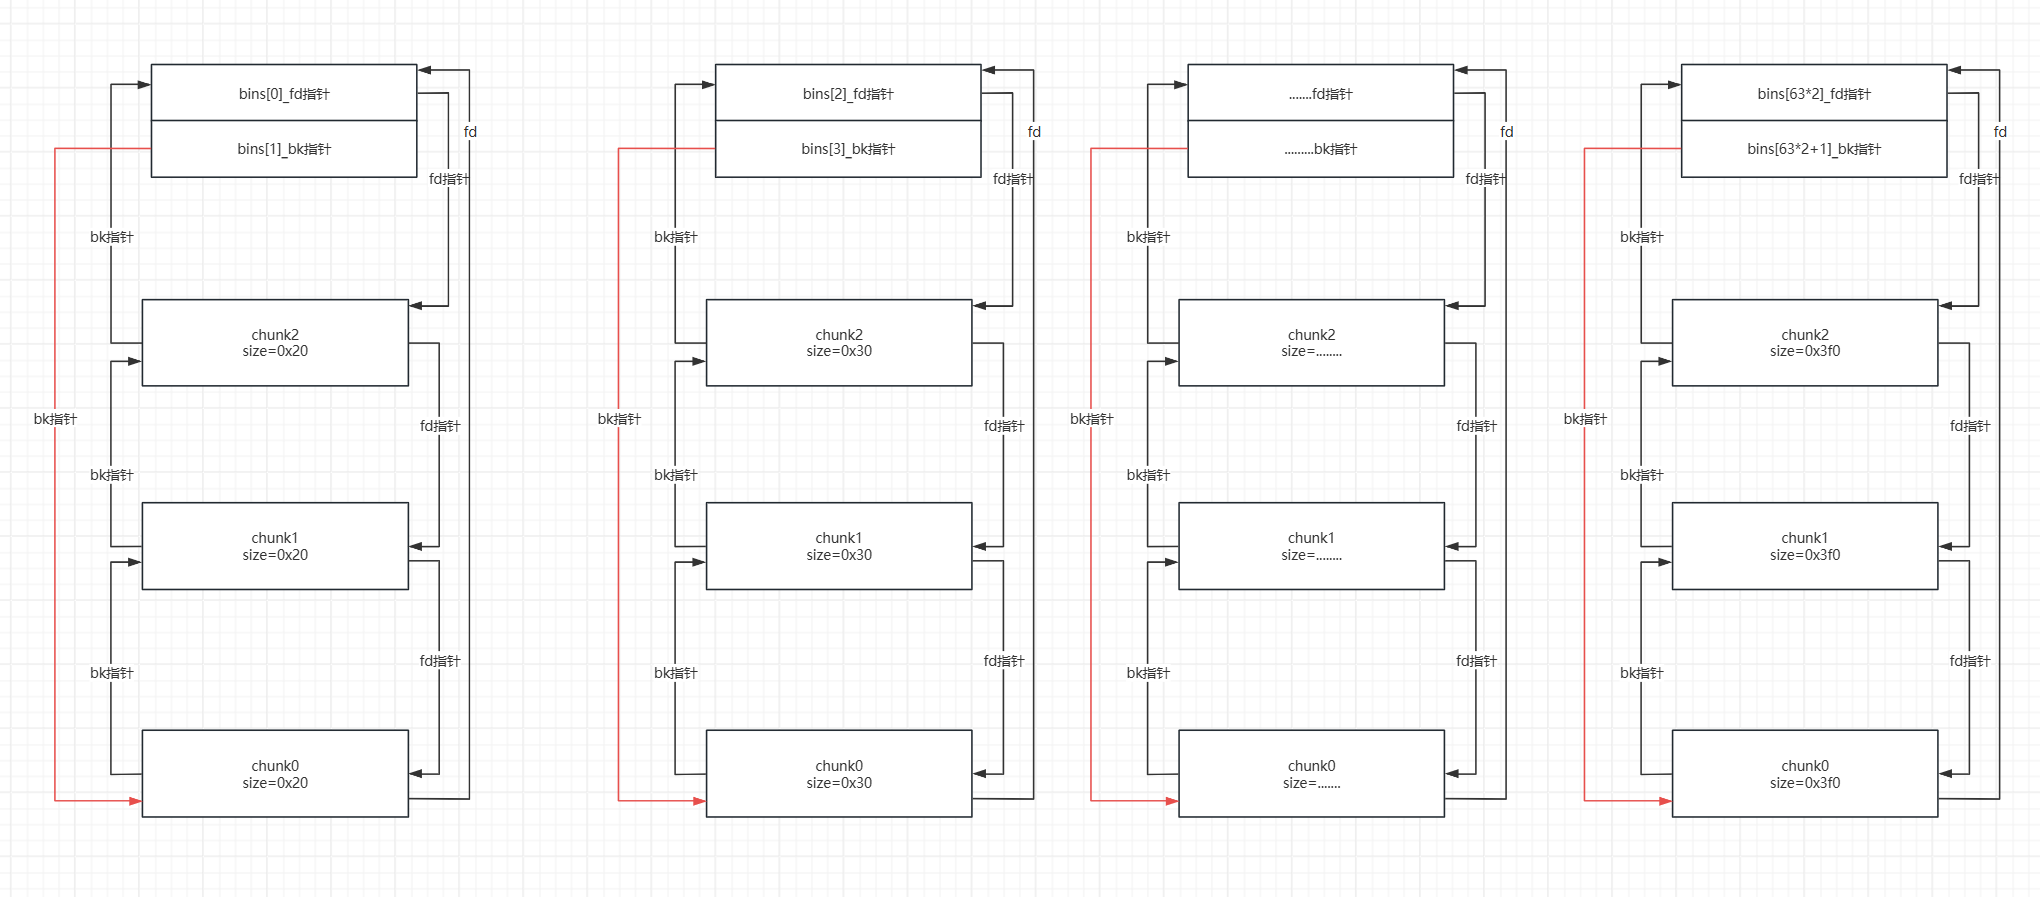 bins[0]_fd指针
bins[1]_bk指针
fd
fd指针
bk指针
chunk2
size=0x20
bk指针
fd指针
bk指针
chunk1
size=0x20
fd指针
bk指针
chunk0
size=0x20
bins[2]_fd指针
bins[3]_bk指针
fd
fd指针
bk指针
chunk2
size=0x30
bk指针
fd指针
bk指针
chunk1
size=0x30
fd指针
bk指针
chunk0
size=0x30
.......fd指针
.........bk指针
fd
fd指针
bk指针
chunk2
size=........
bk指针
fd指针
bk指针
chunk1
size=........
fd指针
bk指针
chunk0
size=.......
bins[63*2]_fd指针
bins[63*2+1]_bk指针
fd
fd指针
bk指针
chunk2
size=0x3f0
bk指针
fd指针
bk指针
chunk1
size=0x3f0
fd指针
bk指针
chunk0
size=0x3f0